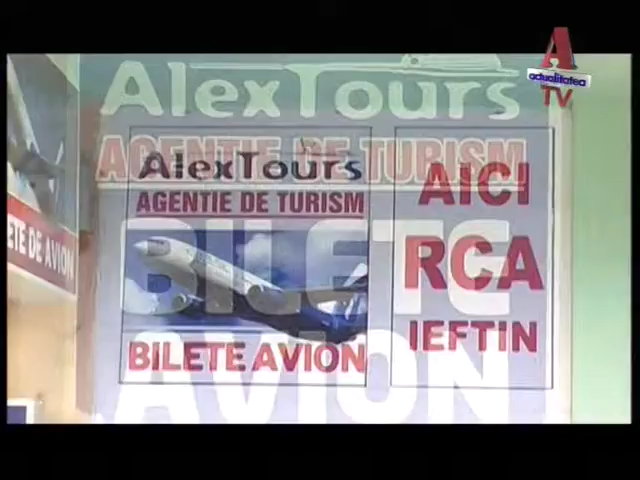 A
actualitatea
TV
AlexTours
AGENTIE DE TURISM
AlexTours
AGENTIE DE TURISM
BILETE
AVION
BILETE AVION
AICI
RCA
IEFTIN
ETE DE AVION